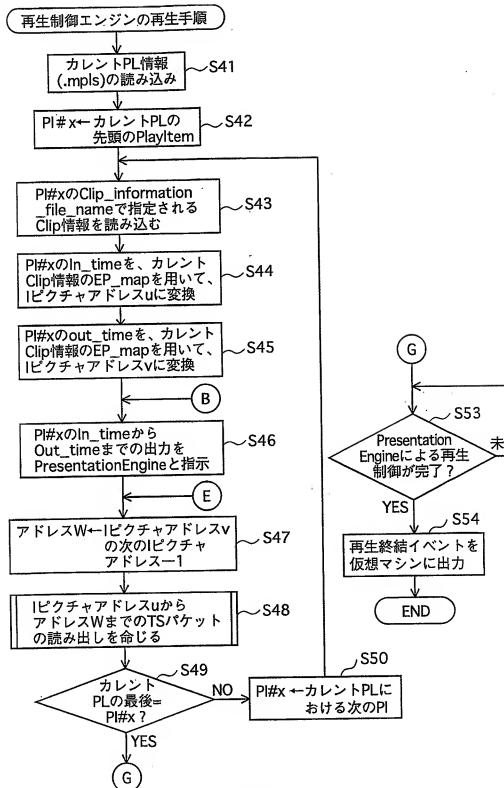 再生制御エンジンの再生手順
カレントPL情報
(.mpls)の読み込み
S41
PI#x←カレントPLの
先頭のPlayItem
S42
PI#xのClip_information
_file_nameで指定される
Clip情報を読み込む
S43
PI#xのIn_timeを、カレント
Clip情報のEP_mapを用いて、
Iピクチャアドレスuに変換
S44
PI#xのout_timeを、カレント
Clip情報のEP_mapを用いて、
Iピクチャアドレスvに変換
S45
B
PI#xのIn_timeから
Out_timeまでの出力を
PresentationEngineと指示
S46
E
アドレスW←Iピクチャアドレスv
の次のIピクチャ
アドレスー1
S47
Iピクチャアドレスuから
アドレスWまでのTSパケット
の読み出しを命じる
S48
カレント
PLの最後=
PI#x?
S49
NO
YES
G
PI#x←カレントPLに
おける次のPI
S50
G
Presentation
Engineによる再生
制御が完了?
S53
未
YES
再生終結イベントを
仮想マシンに出力
S54
END